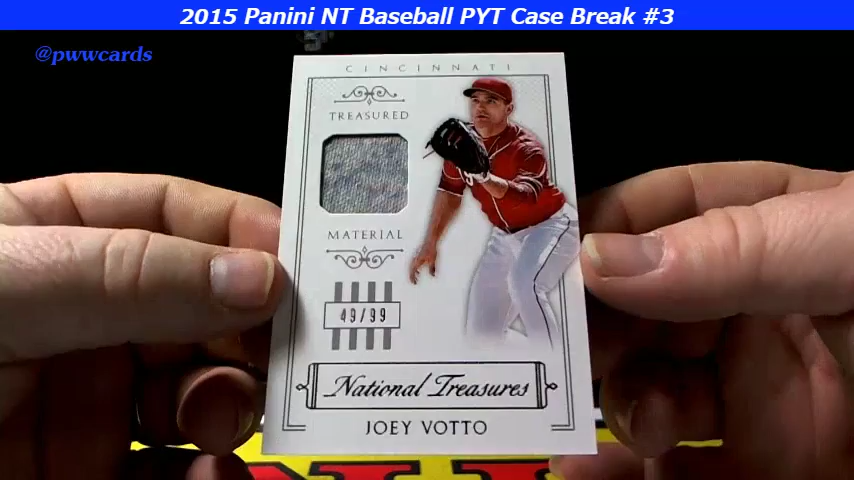 2015 Panini NT Baseball PYT Case Break #3
@pwwcards
CINCINNATI
TREASURED
MATERIAL
49/99
National Treasures
JOEY VOTTO